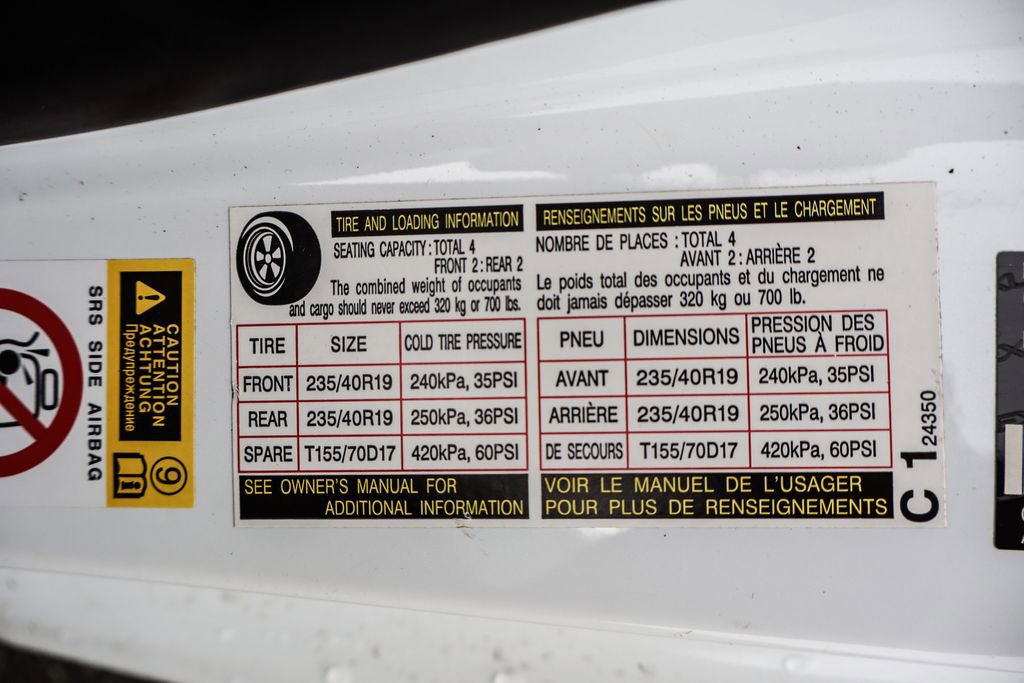 SRS SIDE AIRBAG
CAUTION
ATTENTION
ACHTUNG
Предупреждение
9
TIRE AND LOADING INFORMATION
SEATING CAPACITY : TOTAL 4
FRONT 2 : REAR 2
The combined weight of occupants
and cargo should never exceed 320 kg or 700 lbs.
TIRE SIZE COLD TIRE PRESSURE
FRONT 235/40R19 240kPa, 35PSI
REAR 235/40R19 250kPa, 36PSI
SPARE T155/70D17 420kPa, 60PSI
SEE OWNER'S MANUAL FOR
ADDITIONAL INFORMATION
RENSEIGNEMENTS SUR LES PNEUS ET LE CHARGEMENT
NOMBRE DE PLACES : TOTAL 4
AVANT 2 : ARRIÈRE 2
Le poids total des occupants et du chargement ne
doit jamais dépasser 320 kg ou 700 lb.
PNEU DIMENSIONS PRESSION DES
PNEUS À FROID
AVANT 235/40R19 240kPa, 35PSI
ARRIÈRE 235/40R19 250kPa, 36PSI
DE SECOURS T155/70D17 420kPa, 60PSI
VOIR LE MANUEL DE L'USAGER
POUR PLUS DE RENSEIGNEMENTS
C 1 24350